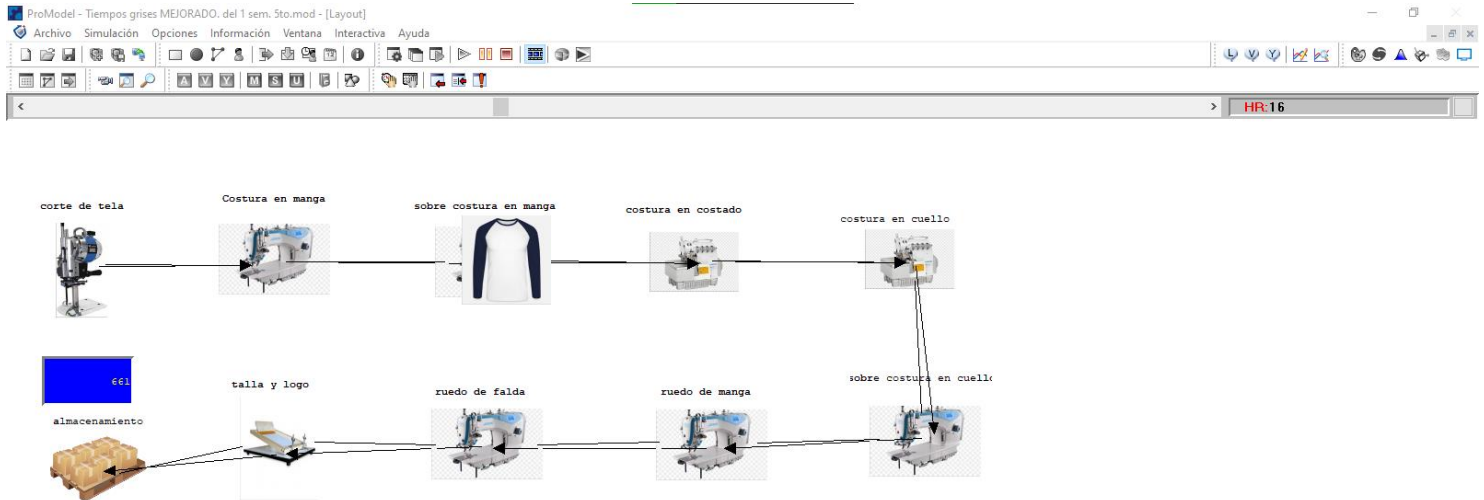 ProModel - Tiempos grises MEJORADO. del 1 sem. 5to.mod - [Layout]
Archivo Simulación Opciones Información Ventana Interactiva Ayuda
A V Y M S U
L V Y
HR:16
corte de tela
Costura en manga
sobre costura en manga
costura en costado
costura en cuello
661
talla y logo
ruedo de falda
ruedo de manga
sobre costura en cuello
almacenamiento